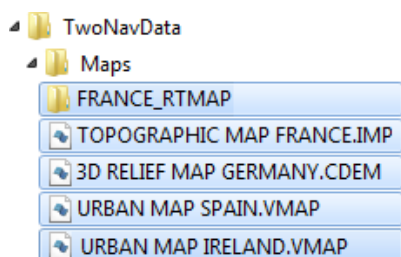 TwoNavData
Maps
FRANCE_RTMAP
TOPOGRAPHIC MAP FRANCE.IMP
3D RELIEF MAP GERMANY.CDEM
URBAN MAP SPAIN.VMAP
URBAN MAP IRELAND.VMAP